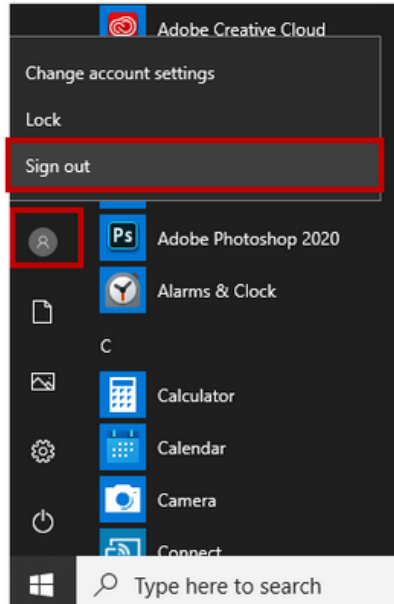 Adobe Creative Cloud
Change account settings
Lock
Sign out
Ps
Adobe Photoshop 2020
Alarms & Clock
C
Calculator
Calendar
Camera
Connect
Type here to search